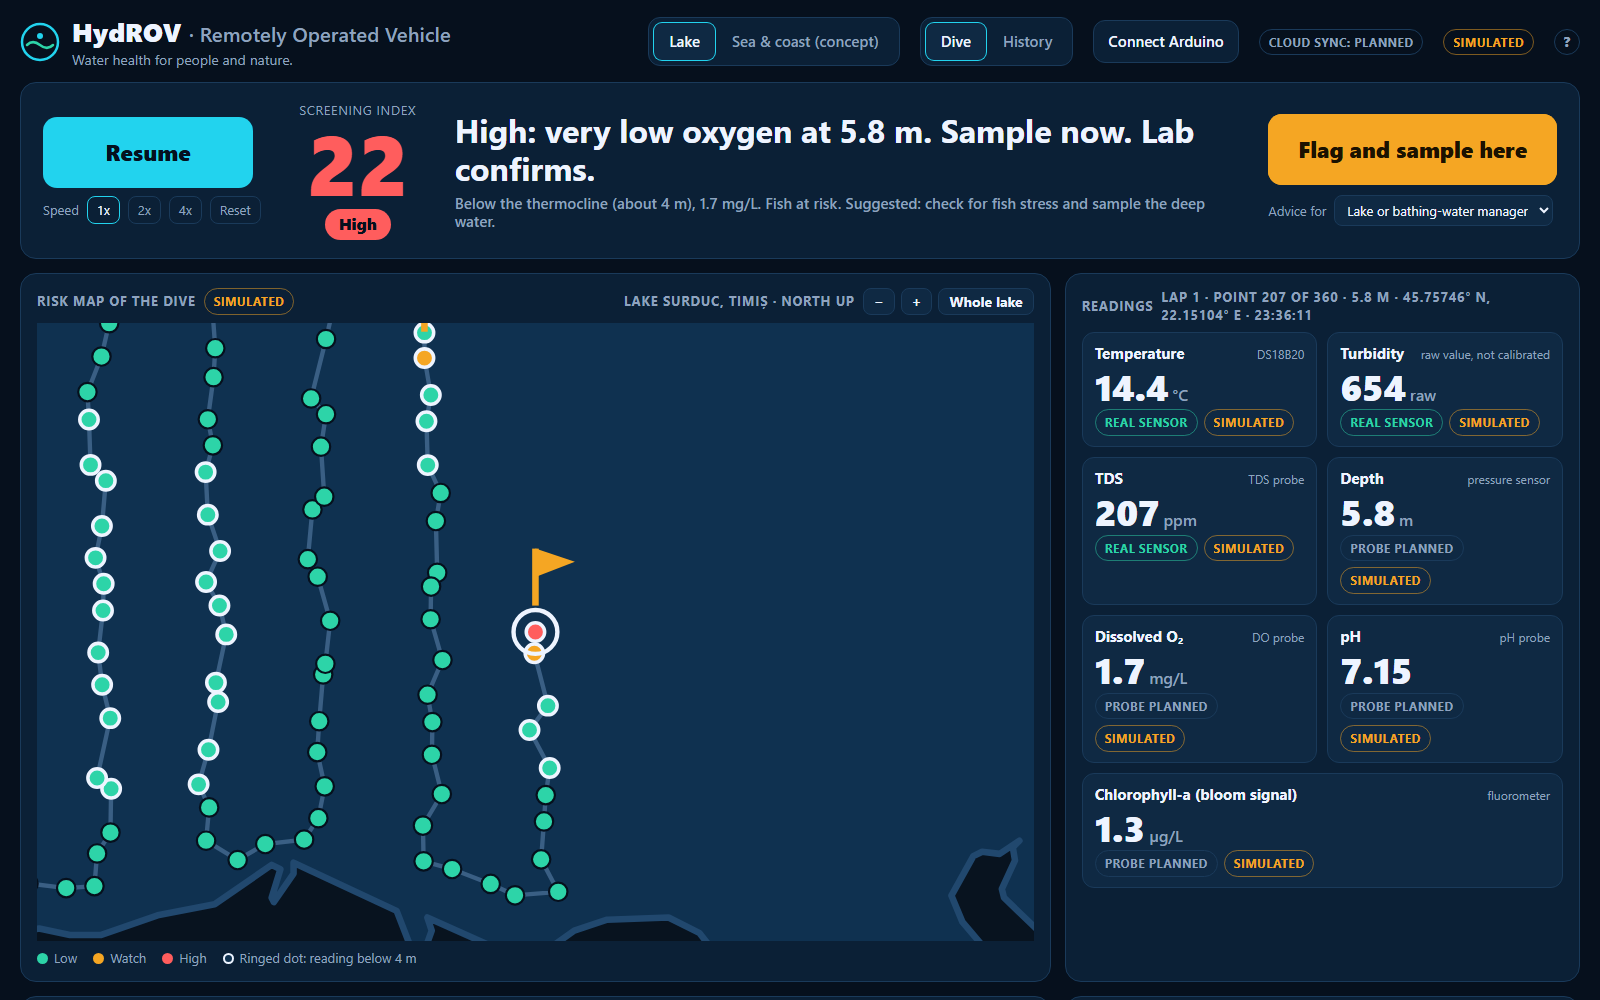 HydROV · Remotely Operated Vehicle
Water health for people and nature.
Lake
Sea & coast (concept)
Dive
History
Connect Arduino
CLOUD SYNC: PLANNED
SIMULATED
?
Resume
Speed
1x
2x
4x
Reset
SCREENING INDEX
22
High
High: very low oxygen at 5.8 m. Sample now. Lab
confirms.
Below the thermocline (about 4 m), 1.7 mg/L. Fish at risk. Suggested: check for fish stress and sample the deep
water.
Flag and sample here
Advice for
Lake or bathing-water manager
RISK MAP OF THE DIVE
SIMULATED
LAKE SURDUC, TIMIȘ · NORTH UP
−
+
Whole lake
Low
Watch
High
Ringed dot: reading below 4 m
READINGS
LAP 1 · POINT 207 OF 360 · 5.8 M · 45.75746° N,
22.15104° E · 23:36:11
Temperature
DS18B20
14.4 °C
REAL SENSOR
SIMULATED
Turbidity
raw value, not calibrated
654 raw
REAL SENSOR
SIMULATED
TDS
TDS probe
207 ppm
REAL SENSOR
SIMULATED
Depth
pressure sensor
5.8 m
PROBE PLANNED
SIMULATED
Dissolved O₂
DO probe
1.7 mg/L
PROBE PLANNED
SIMULATED
pH
pH probe
7.15
PROBE PLANNED
SIMULATED
Chlorophyll-a (bloom signal)
fluorometer
1.3 µg/L
PROBE PLANNED
SIMULATED